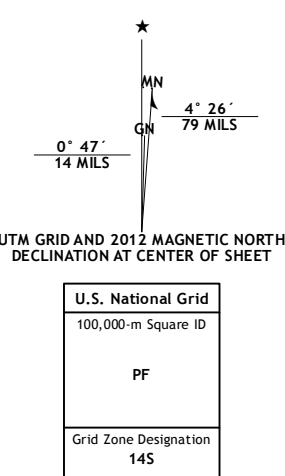 ★
MN
4° 26´
79 MILS
GN
0° 47´
14 MILS
UTM GRID AND 2012 MAGNETIC NORTH
DECLINATION AT CENTER OF SHEET
U.S. National Grid
100,000-m Square ID
PF
Grid Zone Designation
14S